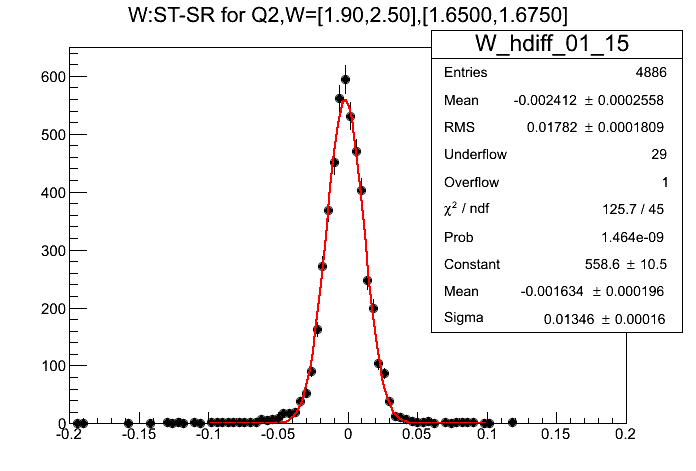 W:ST-SR for Q2,W=[1.90,2.50],[1.6500,1.6750]
W_hdiff_01_15
Entries 4886
Mean -0.002412 ± 0.0002558
RMS 0.01782 ± 0.0001809
Underflow 29
Overflow 1
χ² / ndf 125.7 / 45
Prob 1.464e-09
Constant 558.6 ± 10.5
Mean -0.001634 ± 0.000196
Sigma 0.01346 ± 0.00016
600
500
400
300
200
100
0
-0.2 -0.15 -0.1 -0.05 0 0.05 0.1 0.15 0.2